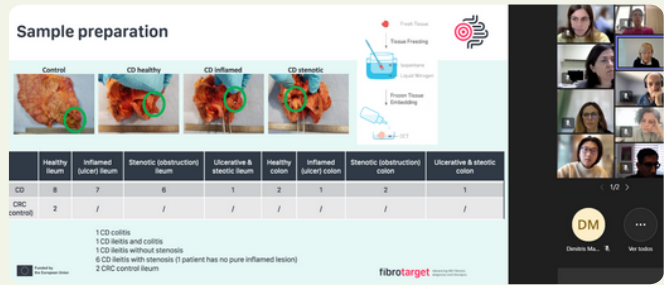 Sample preparation
Fresh Tissue
Tissue Freezing
Isopentane
Liquid Nitrogen
Frozen Tissue
Embedding
OCT
Control
CD healthy
CD inflamed
CD stenotic
Healthy ileum
Inflamed (ulcer) ileum
Stenotic (obstruction) ileum
Ulcerative & steotic ileum
Healthy colon
Inflamed (ulcer) colon
Stenotic (obstruction) colon
Ulcerative & steotic colon
CD 8 7 6 1 2 1 2 1
CRC control) 2 / / / / / / /
1 CD colitis
1 CD ileitis and colitis
1 CD ileitis without stenosis
6 CD ileitis with stenosis (1 patient has no pure inflamed lesion)
2 CRC control ileum
Funded by
the European Union
fibrotarget
1/2
DM
Dimitris Ma...
Ver todos